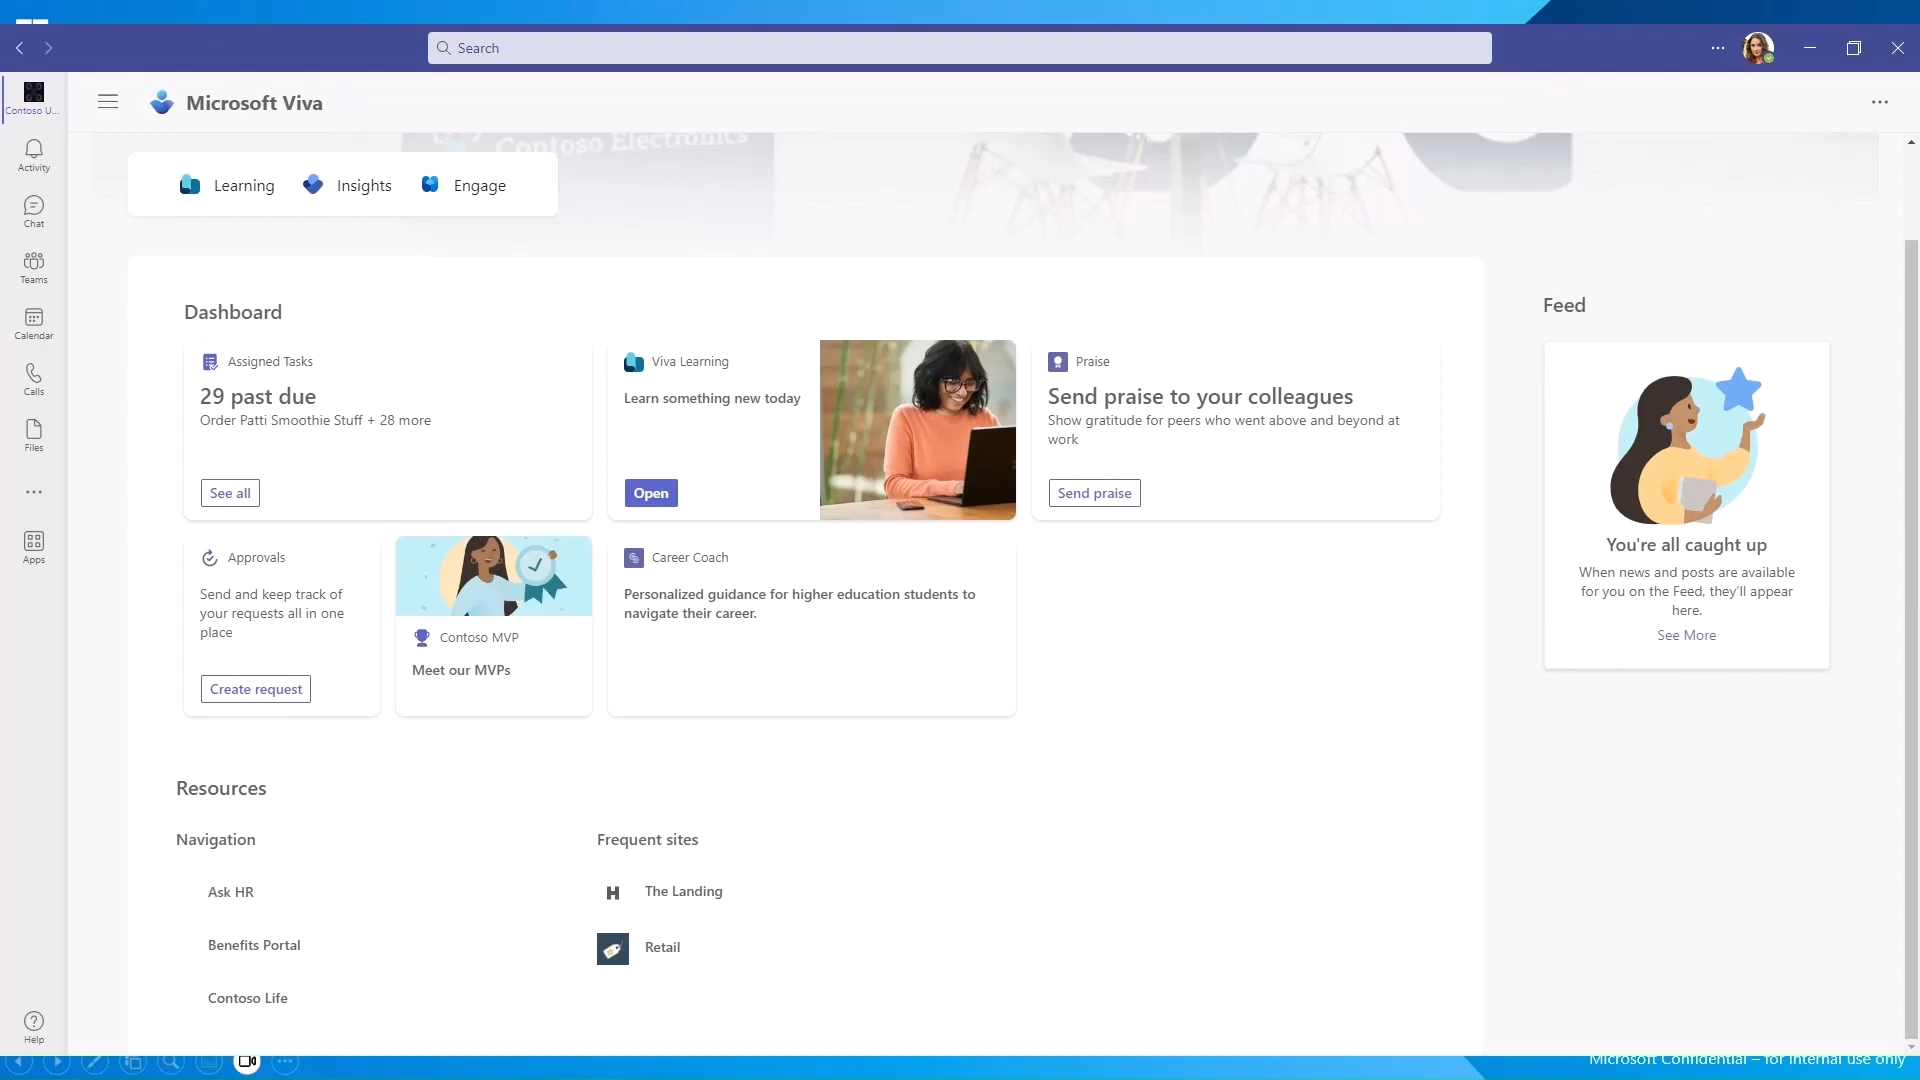 Search
Contoso U...
Microsoft Viva
Contoso Electronics
Activity
Learning
Insights
Engage
Chat
Teams
Calendar
Calls
Files
Apps
Help
Dashboard
Assigned Tasks
29 past due
Order Patti Smoothie Stuff + 28 more
See all
Viva Learning
Learn something new today
Open
Praise
Send praise to your colleagues
Show gratitude for peers who went above and beyond at
work
Send praise
Approvals
Send and keep track of
your requests all in one
place
Create request
Contoso MVP
Meet our MVPs
Career Coach
Personalized guidance for higher education students to
navigate their career.
Feed
You're all caught up
When news and posts are available
for you on the Feed, they'll appear
here.
See More
Resources
Navigation
Ask HR
Benefits Portal
Contoso Life
Frequent sites
The Landing
Retail
Microsoft Confidential – for internal use only